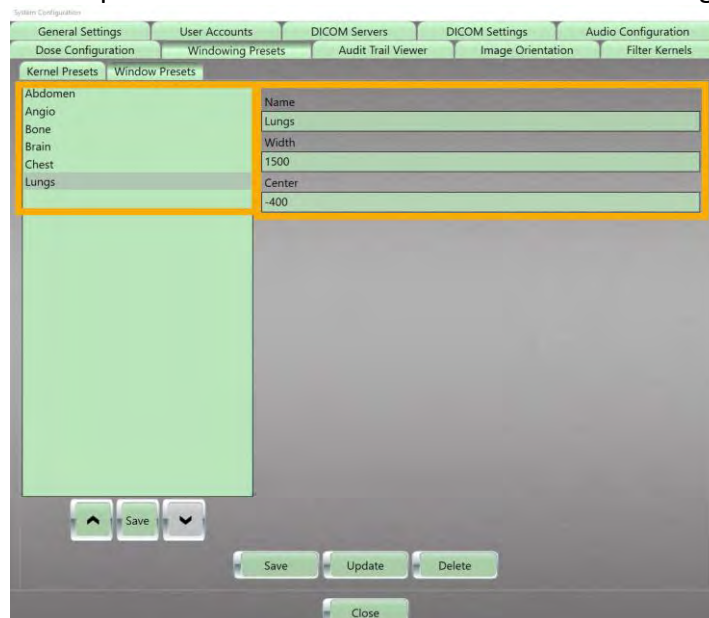 System Configuration
General Settings User Accounts DICOM Servers DICOM Settings Audio Configuration
Dose Configuration Windowing Presets Audit Trail Viewer Image Orientation Filter Kernels
Kernel Presets Window Presets
Abdomen
Angio
Bone
Brain
Chest
Lungs
Name
Lungs
Width
1500
Center
-400
Save
Save Update Delete
Close